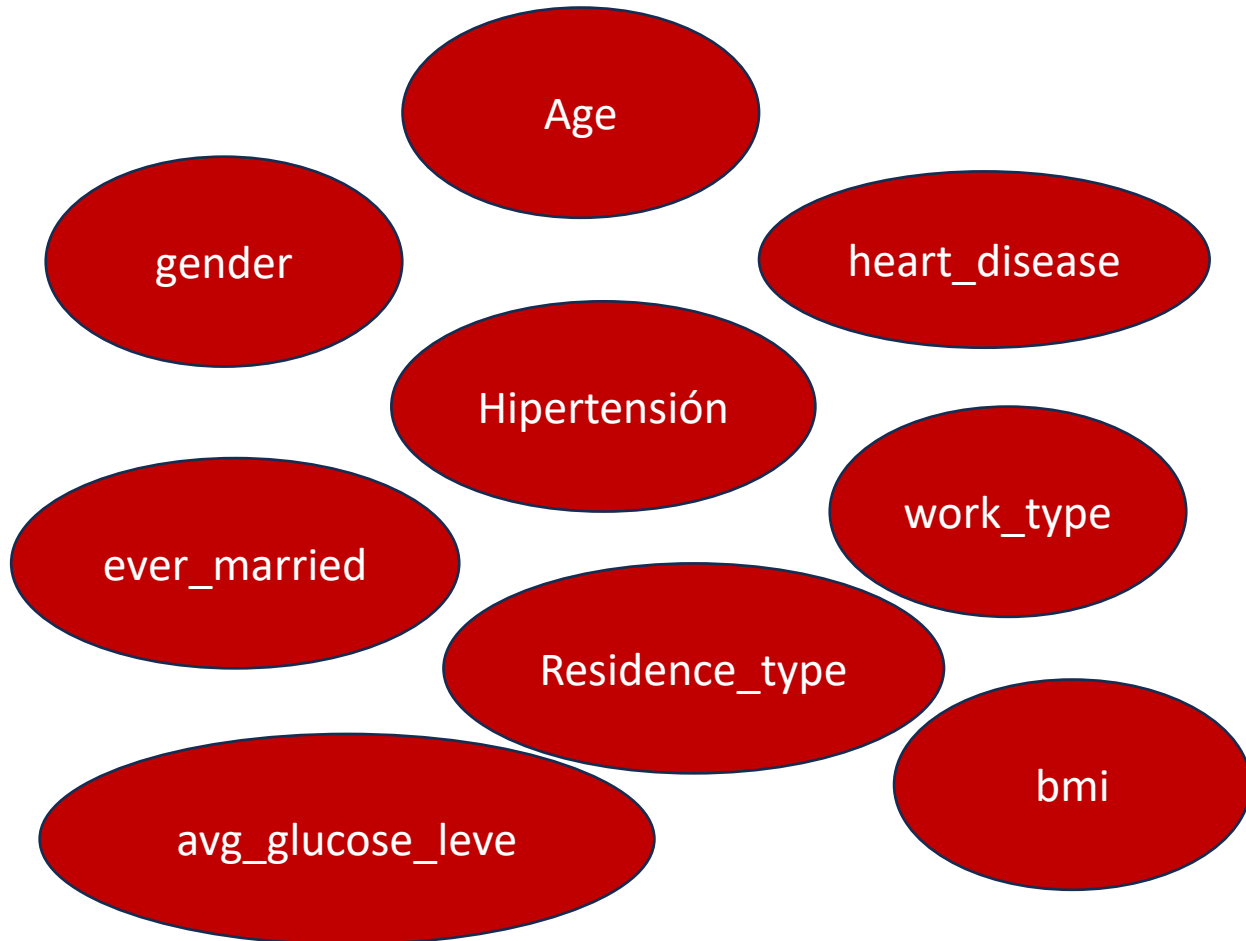 Age
gender
heart_disease
Hipertensión
work_type
ever_married
Residence_type
bmi
avg_glucose_leve